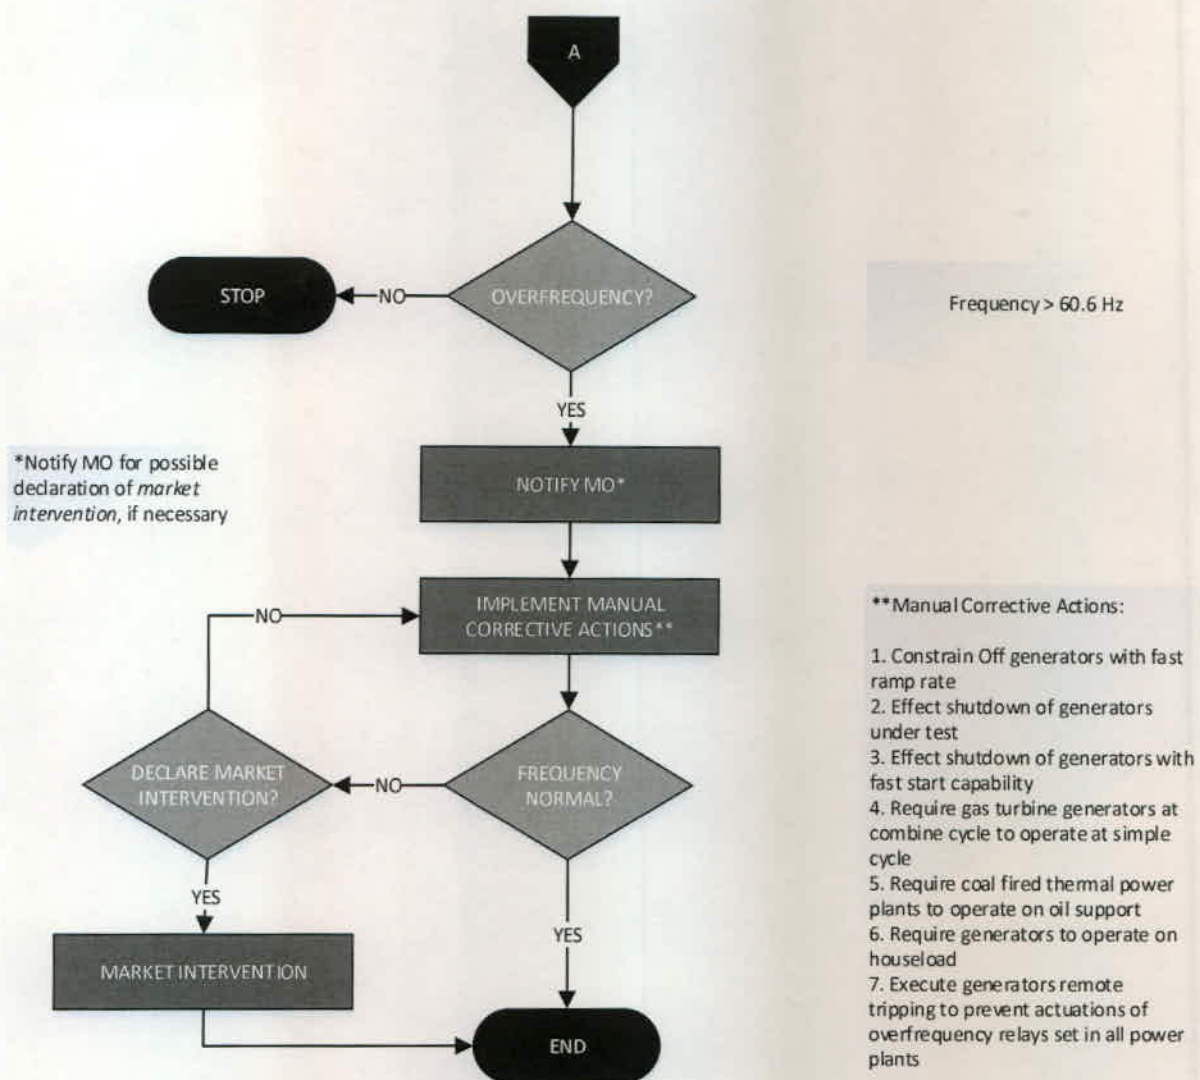 A
OVERFREQUENCY?
NO
STOP
Frequency > 60.6 Hz
YES
*Notify MO for possible
declaration of market
intervention, if necessary
NOTIFY MO*
IMPLEMENT MANUAL
CORRECTIVE ACTIONS**
NO
**Manual Corrective Actions:
1. Constrain Off generators with fast
ramp rate
2. Effect shutdown of generators
under test
3. Effect shutdown of generators with
fast start capability
4. Require gas turbine generators at
combine cycle to operate at simple
cycle
5. Require coal fired thermal power
plants to operate on oil support
6. Require generators to operate on
houseload
7. Execute generators remote
tripping to prevent actuations of
overfrequency relays set in all power
plants
FREQUENCY
NORMAL?
NO
DECLARE MARKET
INTERVENTION?
YES
MARKET INTERVENTION
YES
END